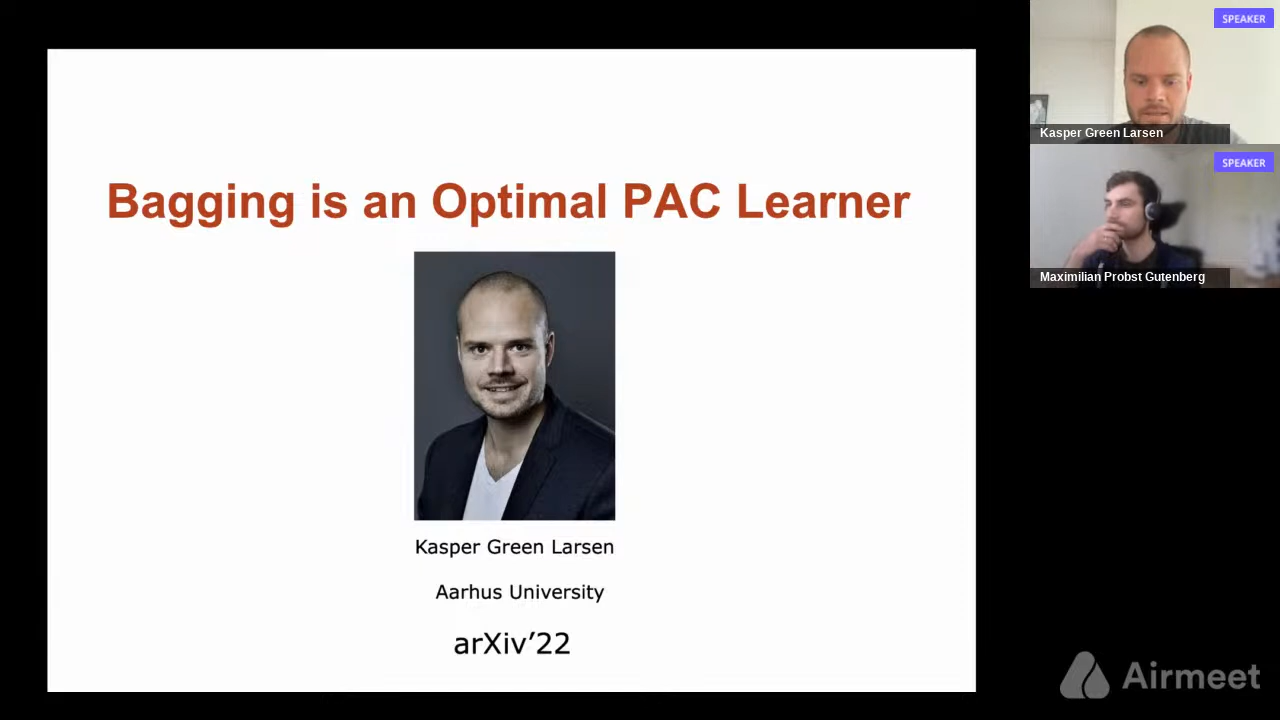 Bagging is an Optimal PAC Learner
Kasper Green Larsen
Aarhus University
arXiv'22
SPEAKER
Kasper Green Larsen
SPEAKER
Maximilian Probst Gutenberg
Airmeet